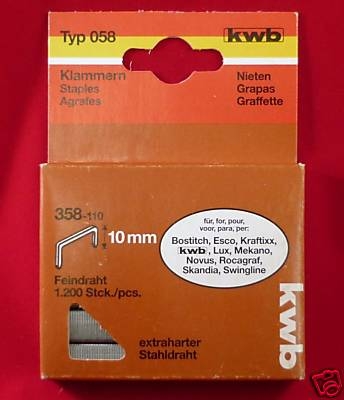 Typ 058
kwb
Klammern
Staples
Agrafes
Nieten
Grapas
Graffette
358-110
10 mm
Feindraht
1.200 Stck./pcs.
für, for, pour,
voor, para, per:
Bostitch, Esco, Kraftixx,
kwb, Lux, Mekano,
Novus, Rocagraf,
Skandia, Swingline
extraharter
Stahldraht
kwb